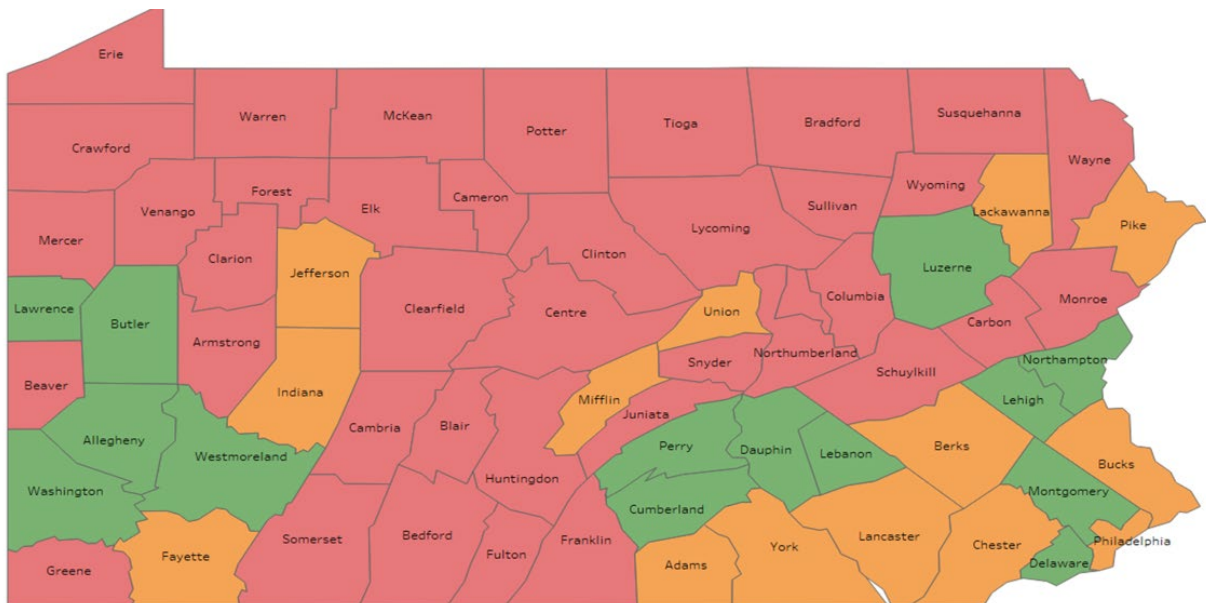 Erie
Warren
McKean
Potter
Tioga
Bradford
Susquehanna
Crawford
Wayne
Forest
Elk
Cameron
Wyoming
Venango
Sullivan
Lackawanna
Pike
Mercer
Lycoming
Clarion
Clinton
Luzerne
Jefferson
Columbia
Monroe
Lawrence
Butler
Clearfield
Centre
Union
Carbon
Armstrong
Northumberland
Snyder
Northampton
Schuylkill
Beaver
Indiana
Mifflin
Lehigh
Juniata
Cambria
Blair
Allegheny
Perry
Dauphin
Lebanon
Berks
Westmoreland
Bucks
Huntingdon
Washington
Montgomery
Cumberland
Somerset
Bedford
Lancaster
Philadelphia
Fulton
Franklin
York
Chester
Fayette
Delaware
Adams
Greene